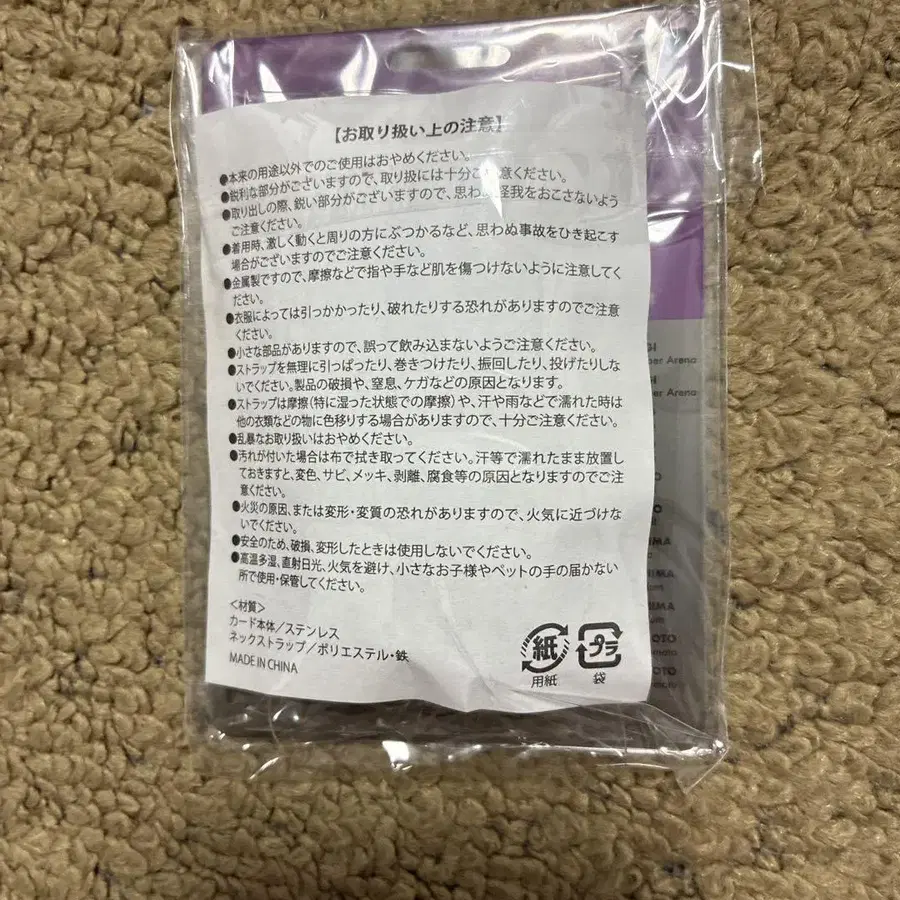 【お取り扱い上の注意】
●本来の用途以外でのご使用はおやめください。
●鋭利な部分がございますので、取り扱には十分ご注意ください。
●取り出しの際、鋭い部分がございますので、思わぬ怪我をおこさないよう
ご注意ください。
●着用時、激しく動くと周りの方にぶつかるなど、思わぬ事故をひき起こす
場合がございますのでご注意ください。
●金属製ですので、摩擦などで指や手など肌を傷つけないように注意してく
ださい。
●衣服によっては引っかかったり、破れたりする恐れがありますのでご注意
ください。
●小さな部品がありますので、誤って飲み込まないようご注意ください。
●ストラップを無理に引っぱったり、巻きつけたり、振回したり、投げたりしな
いでください。製品の破損や、窒息、ケガなどの原因となります。
●ストラップは摩擦(特に湿った状態での摩擦)や、汗や雨などで濡れた時は
他の衣類などの物に色移りする場合がありますので、十分ご注意ください。
●乱暴なお取り扱いはおやめください。
●汚れが付いた場合は布で拭き取ってください。汗等で濡れたまま放置し
ておきますと、変色、サビ、メッキ、剥離、腐食等の原因となりますのでご注
意ください。
●火災の原因、または変形・変質の恐れがありますので、火気に近づけな
いでください。
●安全のため、破損、変形したときは使用しないでください。
●高温多湿、直射日光、火気を避け、小さなお子様やペットの手の届かない
所で使用・保管してください。
<材質>
カード本体/ステンレス
ネックストラップ/ポリエステル・鉄
MADE IN CHINA
紙
用紙
プラ
袋
GI
per Arena
GI
per Arena
TO
OTO
HIMA
IMA
IMA
OTO
mamoto
OTO